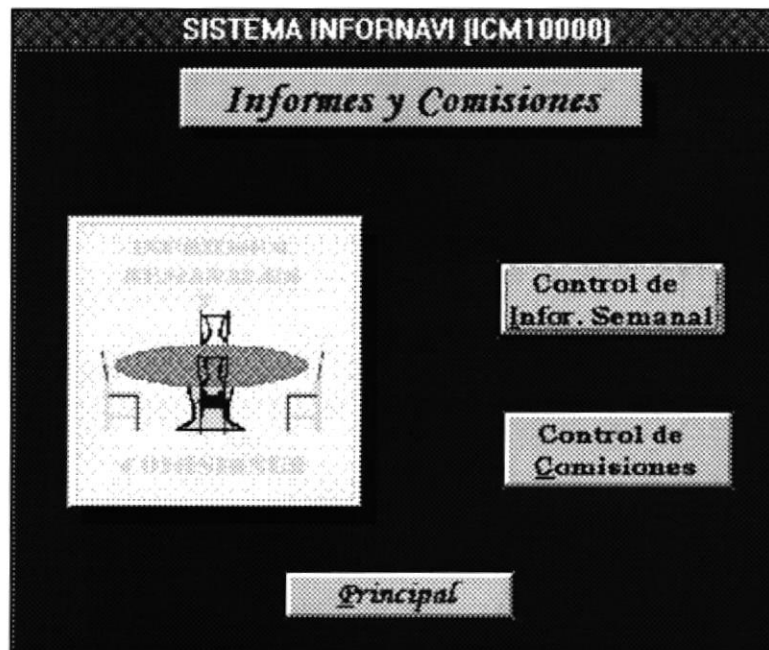 SISTEMA INFORNAVI [ICM10000]
Informes y Comisiones
Control de
Infor. Semanal
Control de
Comisiones
Principal